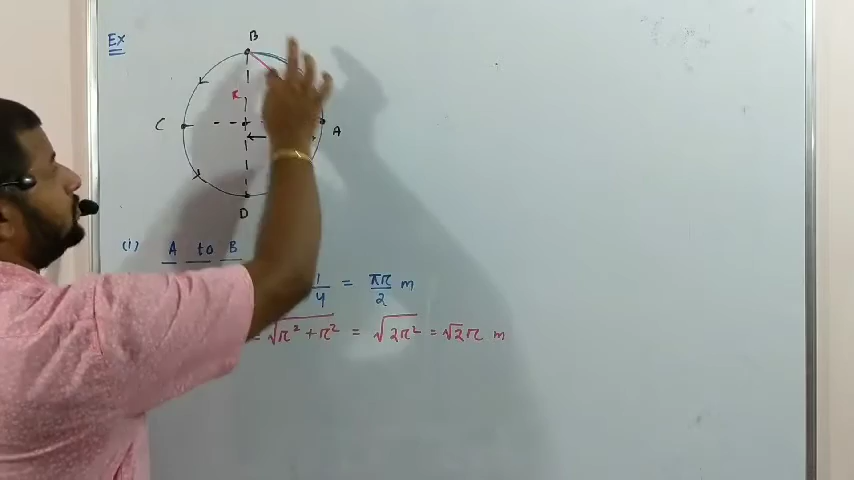 Ex
B
r
C
A
D
(i) A to B
1/4 = πr/2 m
= √r² + r² = √2r² = √2r m